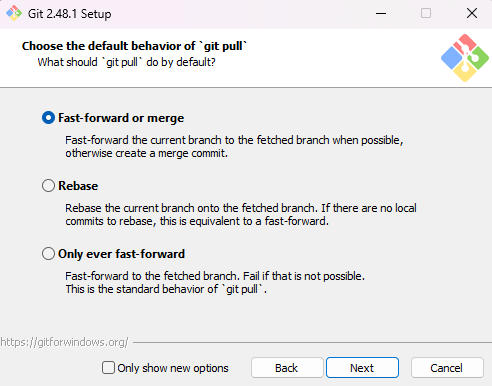 Git 2.48.1 Setup
Choose the default behavior of `git pull`
What should `git pull` do by default?
Fast-forward or merge
Fast-forward the current branch to the fetched branch when possible,
otherwise create a merge commit.
Rebase
Rebase the current branch onto the fetched branch. If there are no local
commits to rebase, this is equivalent to a fast-forward.
Only ever fast-forward
Fast-forward to the fetched branch. Fail if that is not possible.
This is the standard behavior of `git pull`.
https://gitforwindows.org/
Only show new options
Back
Next
Cancel